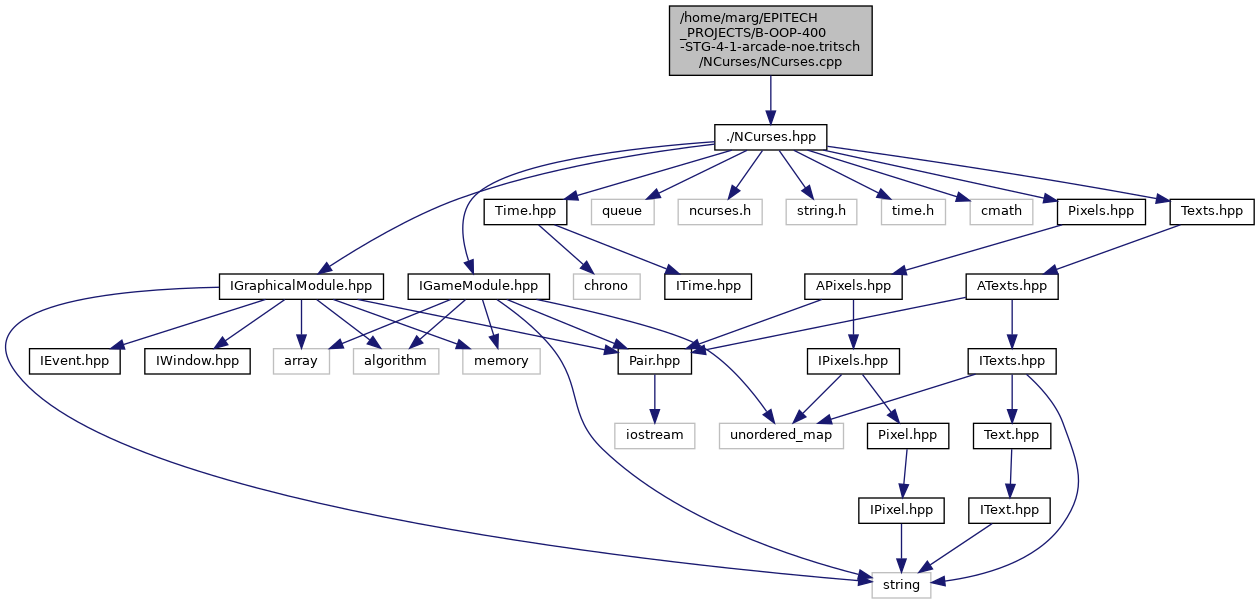 /home/marg/EPITECH
_PROJECTS/B-OOP-400
-STG-4-1-arcade-noe.tritsch
/NCurses/NCurses.cpp
./NCurses.hpp
Time.hpp
queue
ncurses.h
string.h
time.h
cmath
Pixels.hpp
Texts.hpp
IGraphicalModule.hpp
IGameModule.hpp
chrono
ITime.hpp
APixels.hpp
ATexts.hpp
IEvent.hpp
IWindow.hpp
array
algorithm
memory
Pair.hpp
IPixels.hpp
ITexts.hpp
iostream
unordered_map
Pixel.hpp
Text.hpp
IPixel.hpp
IText.hpp
string